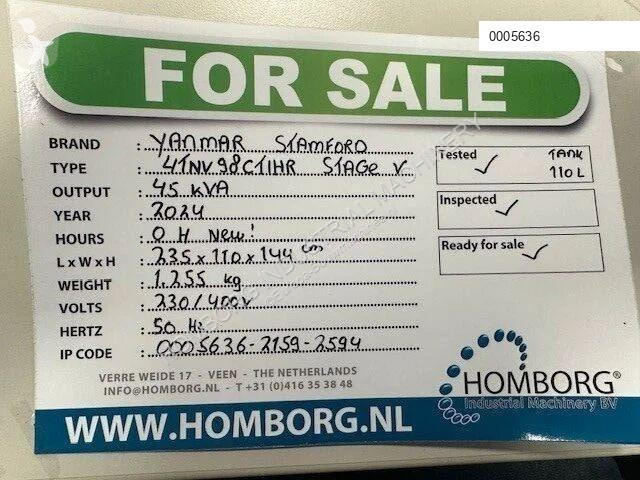 0005636
FOR SALE
BRAND : YANMAR STAMFORD
TYPE : 4TNV98CTIHR STAGE V
OUTPUT : 45 kVA
YEAR : 2024
HOURS : 0 H New!
L x W x H : 235 x 110 x 144 cm
WEIGHT : 1.255 kg
VOLTS : 230/400V
HERTZ : 50 Hz
IP CODE : 0005636-2159-2594
Tested ✓ TANK
110 L
Inspected ✓
Ready for sale ✓
VERRE WEIDE 17 - VEEN - THE NETHERLANDS
INFO@HOMBORG.NL - T +31 (0)416 35 38 48
HOMBORG®
Industrial Machinery BV
WWW.HOMBORG.NL